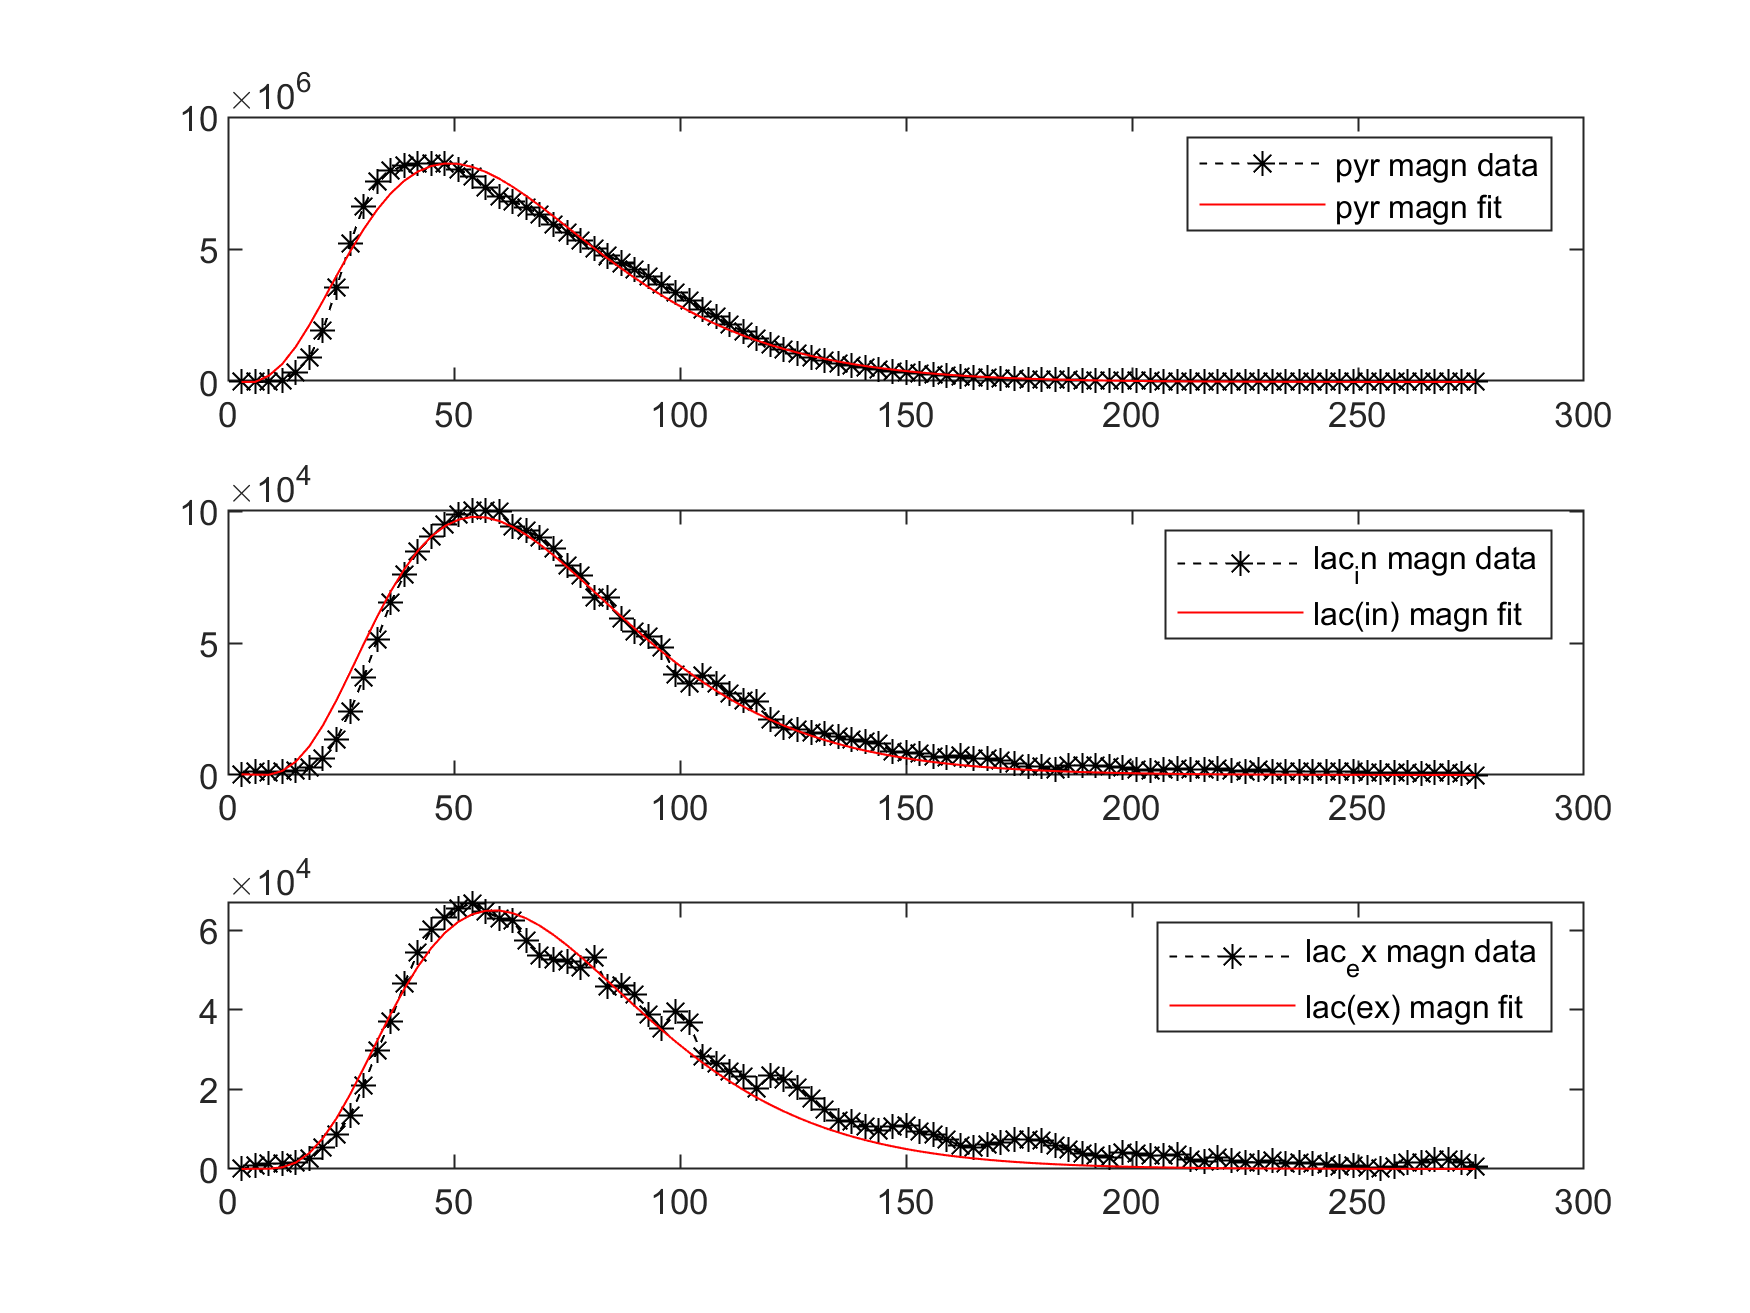 ×10^6
10
5
0
0 50 100 150 200 250 300
pyr magn data
pyr magn fit
×10^4
10
5
0
0 50 100 150 200 250 300
lac_in magn data
lac(in) magn fit
×10^4
6
4
2
0
0 50 100 150 200 250 300
lac_ex magn data
lac(ex) magn fit